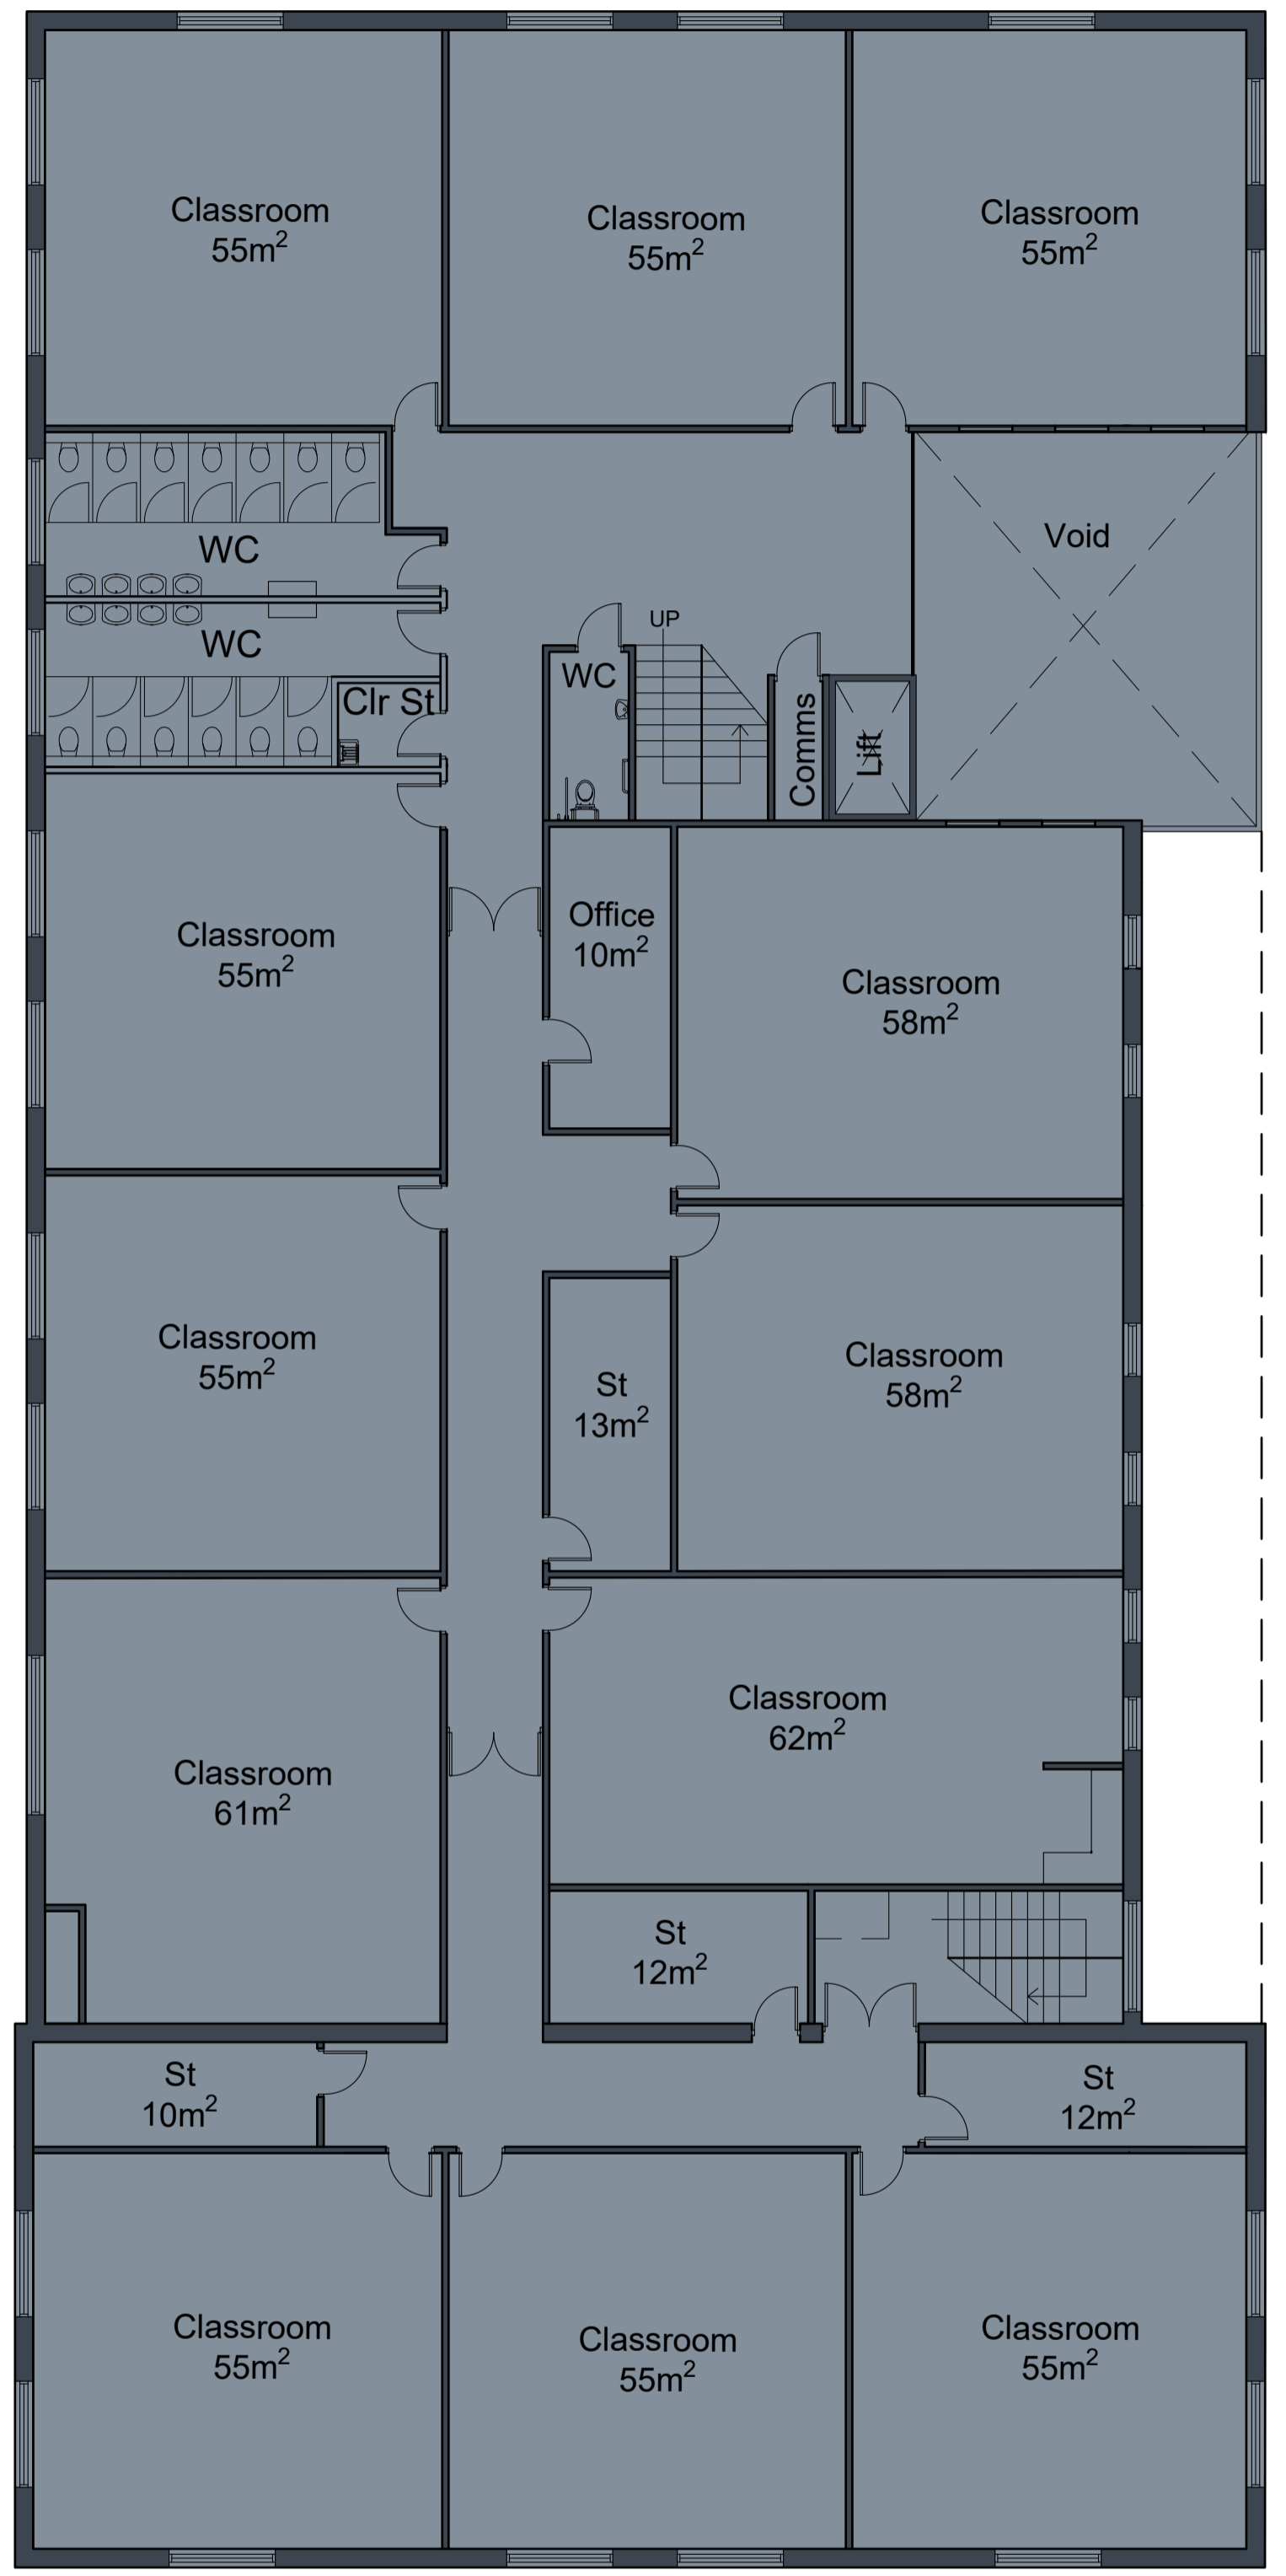 Classroom
55m²
Classroom
55m²
Classroom
55m²
WC
Void
WC
UP
WC
Clr St
Comms
Lift
Office
10m²
Classroom
55m²
Classroom
58m²
Classroom
55m²
Classroom
58m²
St
13m²
Classroom
62m²
Classroom
61m²
St
12m²
St
10m²
St
12m²
Classroom
55m²
Classroom
55m²
Classroom
55m²